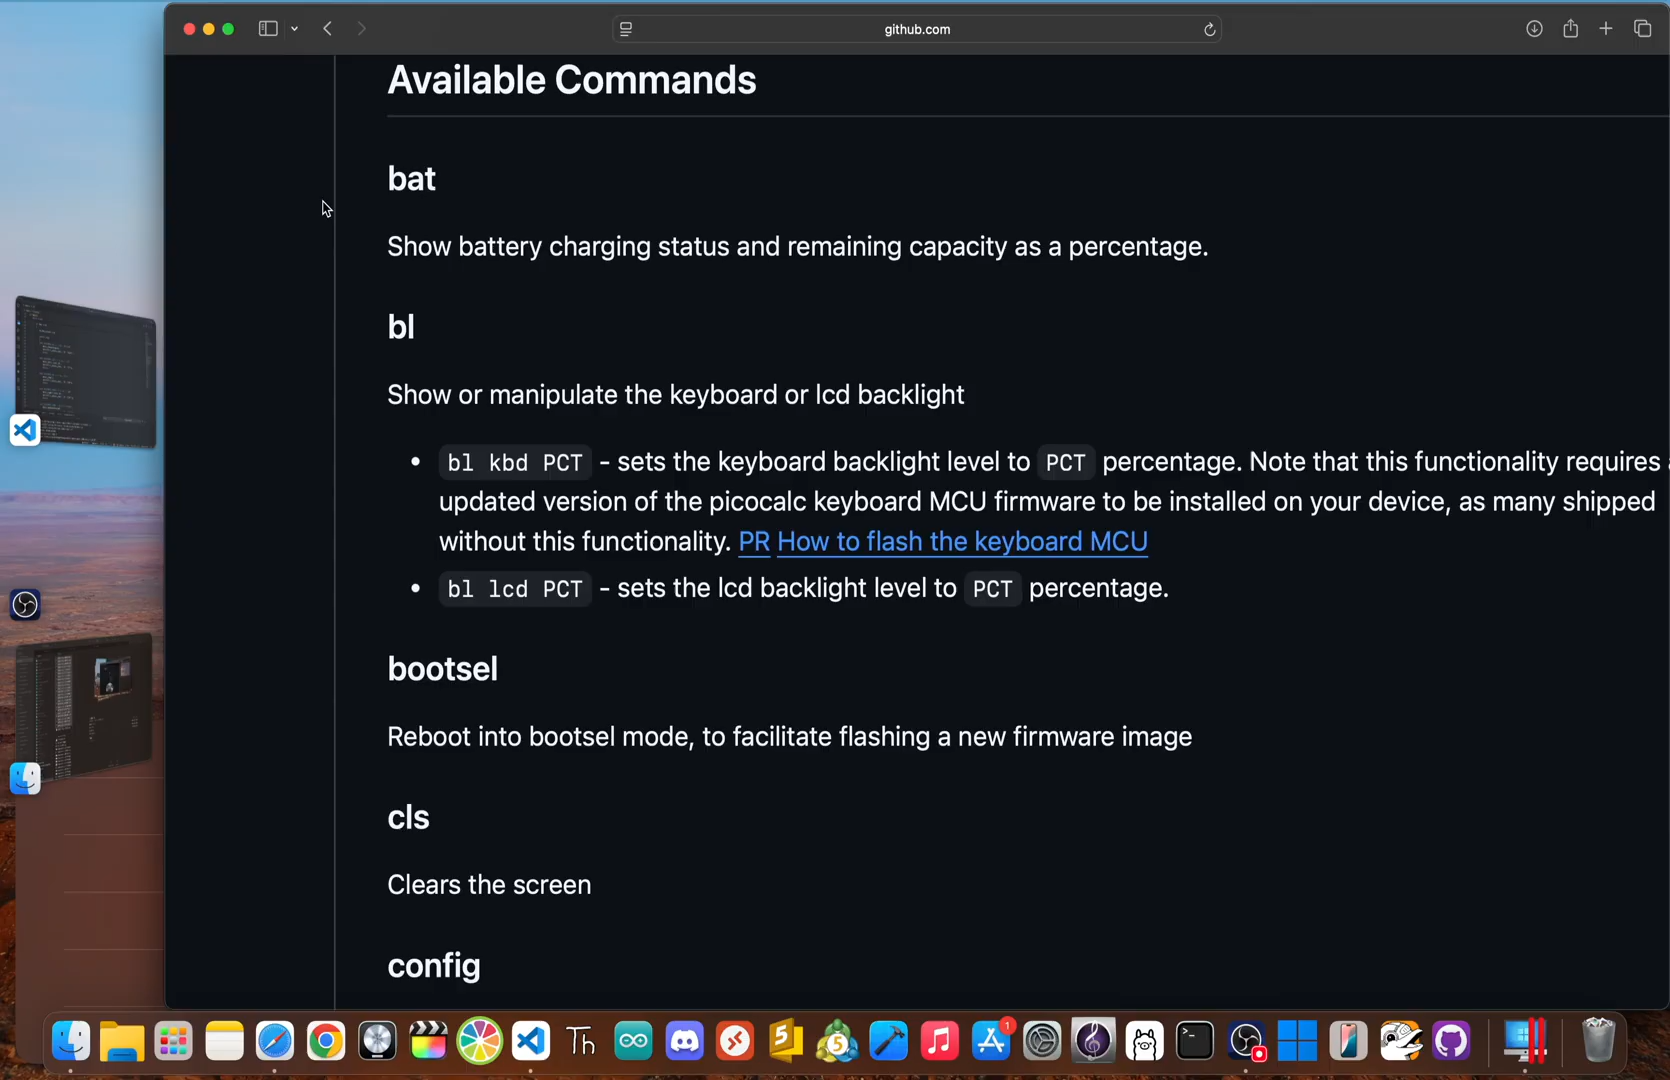 github.com
Available Commands
bat
Show battery charging status and remaining capacity as a percentage.
bl
Show or manipulate the keyboard or lcd backlight
• bl kbd PCT - sets the keyboard backlight level to PCT percentage. Note that this functionality requires
updated version of the picocalc keyboard MCU firmware to be installed on your device, as many shipped
without this functionality. PR How to flash the keyboard MCU
• bl lcd PCT - sets the lcd backlight level to PCT percentage.
bootsel
Reboot into bootsel mode, to facilitate flashing a new firmware image
cls
Clears the screen
config
Th
5
5
1